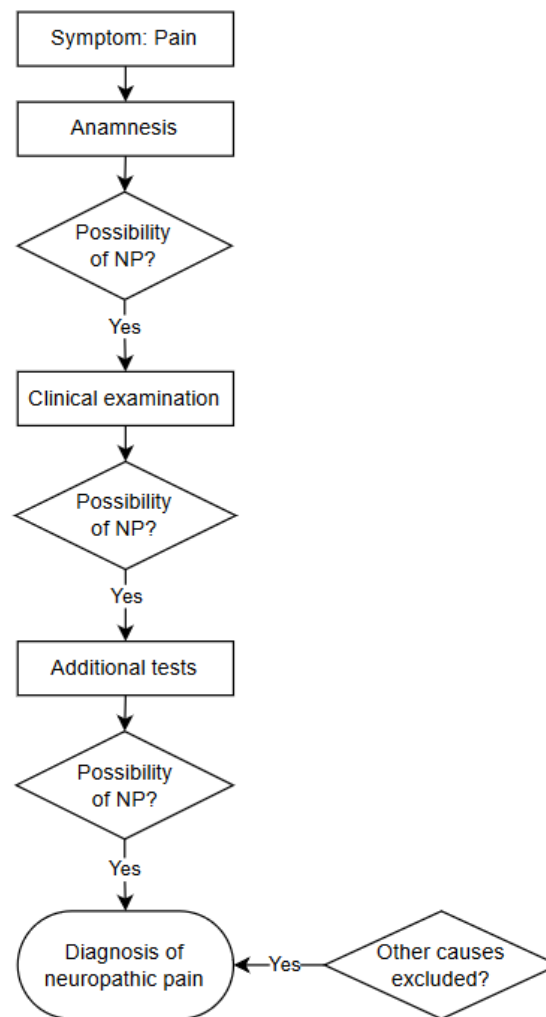 Symptom: Pain
Anamnesis
Possibility
of NP?
Yes
Clinical examination
Possibility
of NP?
Yes
Additional tests
Possibility
of NP?
Yes
Diagnosis of
neuropathic pain
Yes
Other causes
excluded?